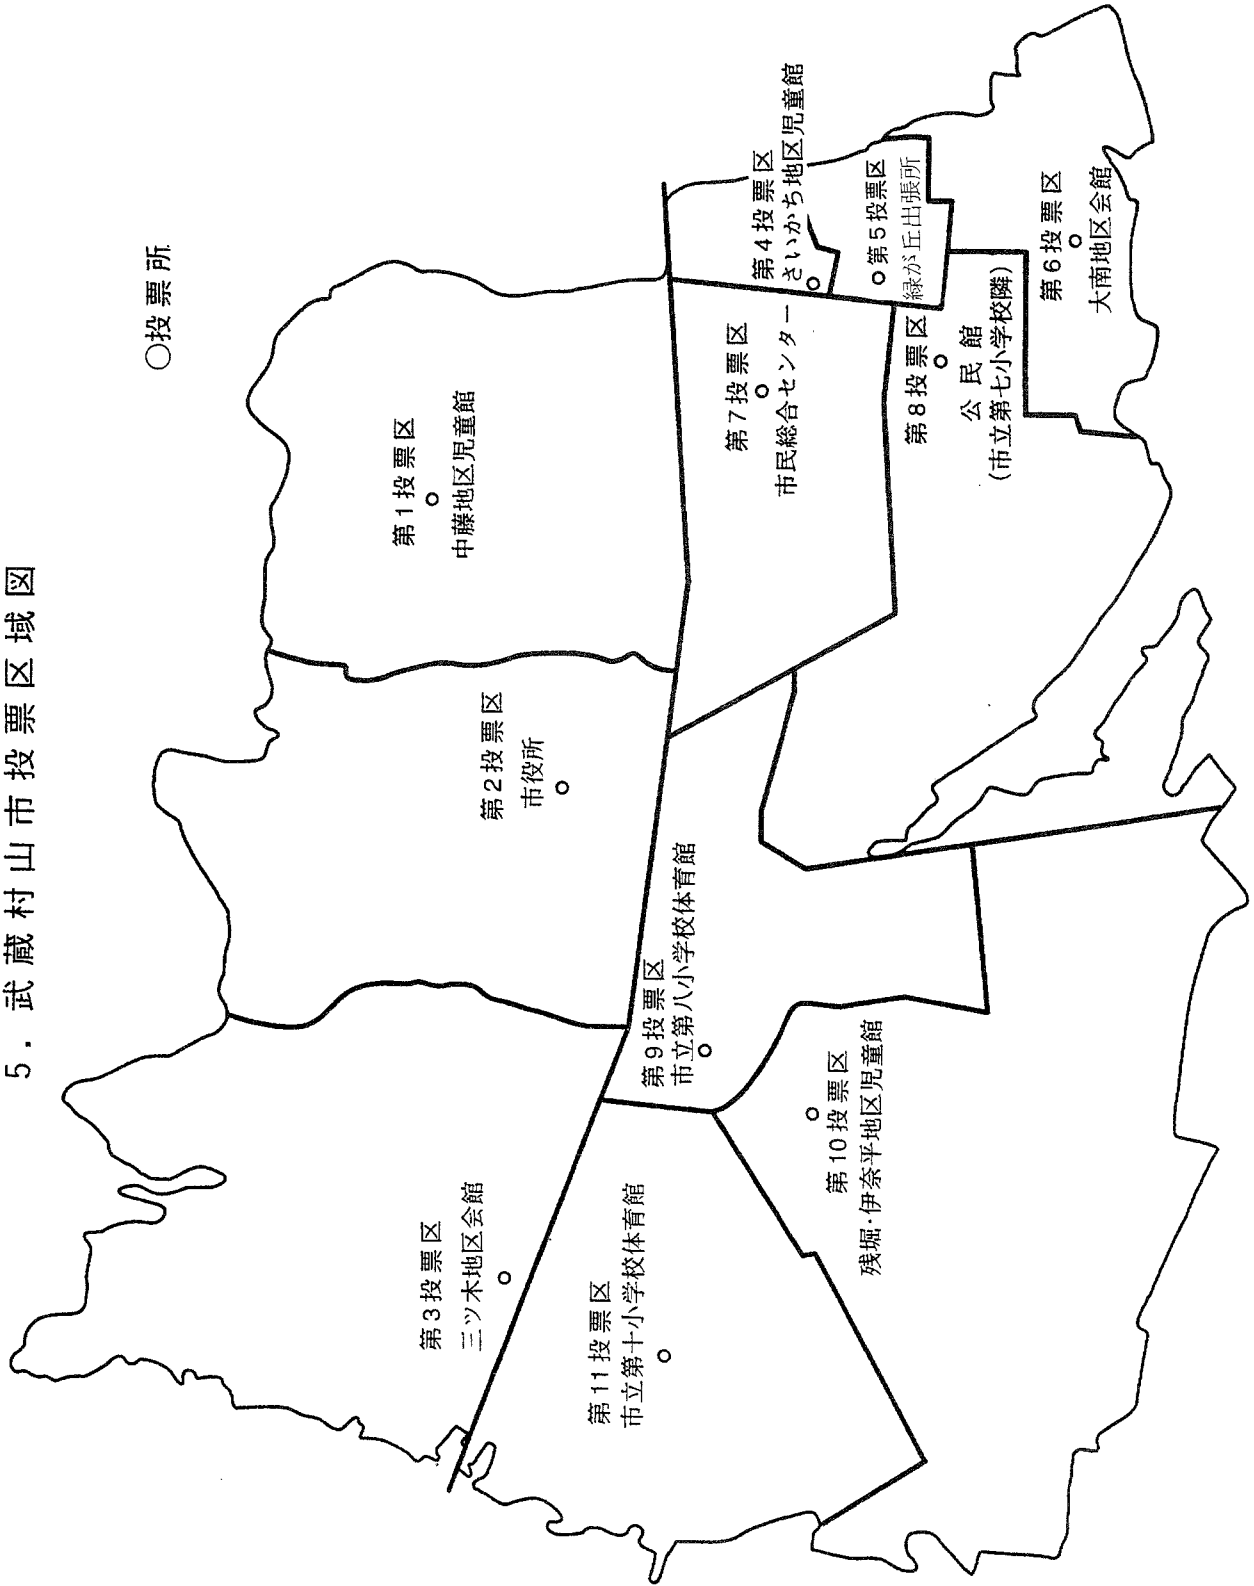 5．武蔵村山市投票区域図
○投票所
第1投票区
中藤地区児童館
第2投票区
市役所
第3投票区
三ツ木地区会館
第4投票区
さいかち地区児童館
第5投票区
緑が丘出張所
第6投票区
大南地区会館
第7投票区
市民総合センター
第8投票区
公民館
(市立第七小学校隣)
第9投票区
市立第八小学校体育館
第10投票区
残堀･伊奈平地区児童館
第11投票区
市立第十小学校体育館